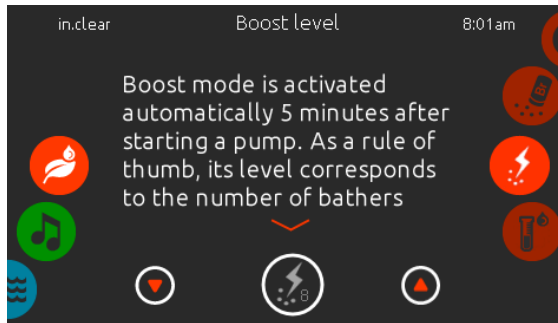 in.clear Boost level 8:01am
Boost mode is activated
automatically 5 minutes after
starting a pump. As a rule of
thumb, its level corresponds
to the number of bathers
Br
8